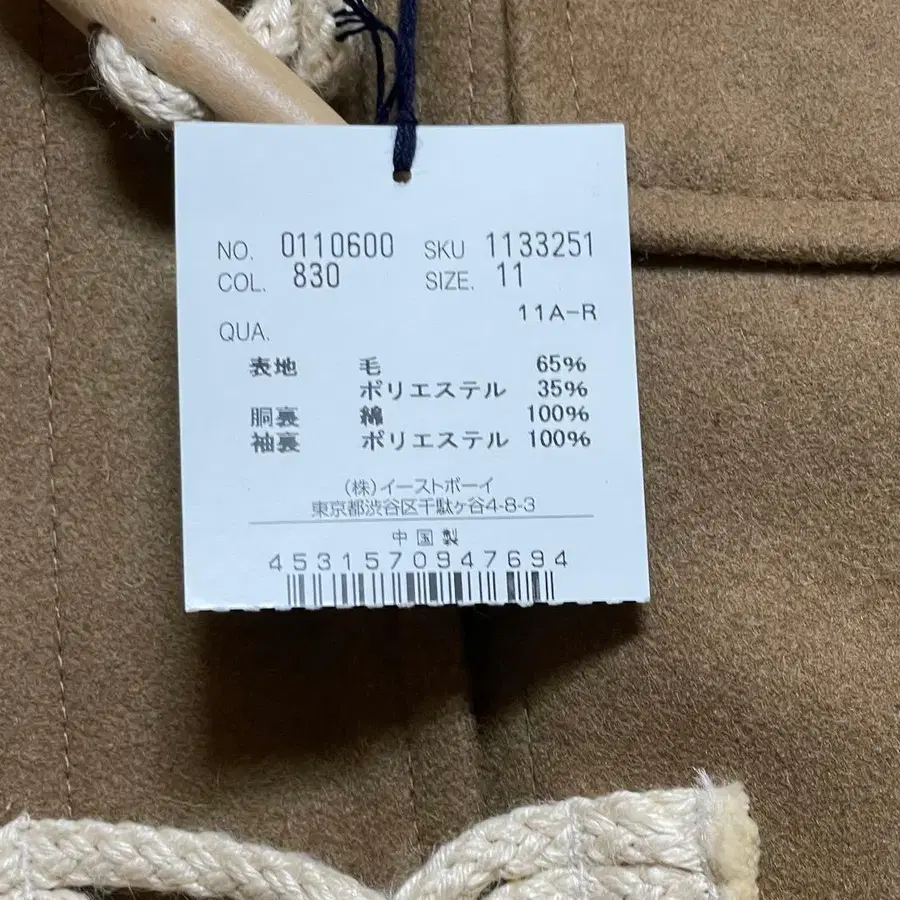 NO. 0110600 SKU 1133251
COL. 830 SIZE. 11
11A-R
QUA.
表地 毛 65%
ポリエステル 35%
胴裏 綿 100%
袖裏 ポリエステル 100%
(株)イーストボーイ
東京都渋谷区千駄ヶ谷4-8-3
中国製
4531570947694